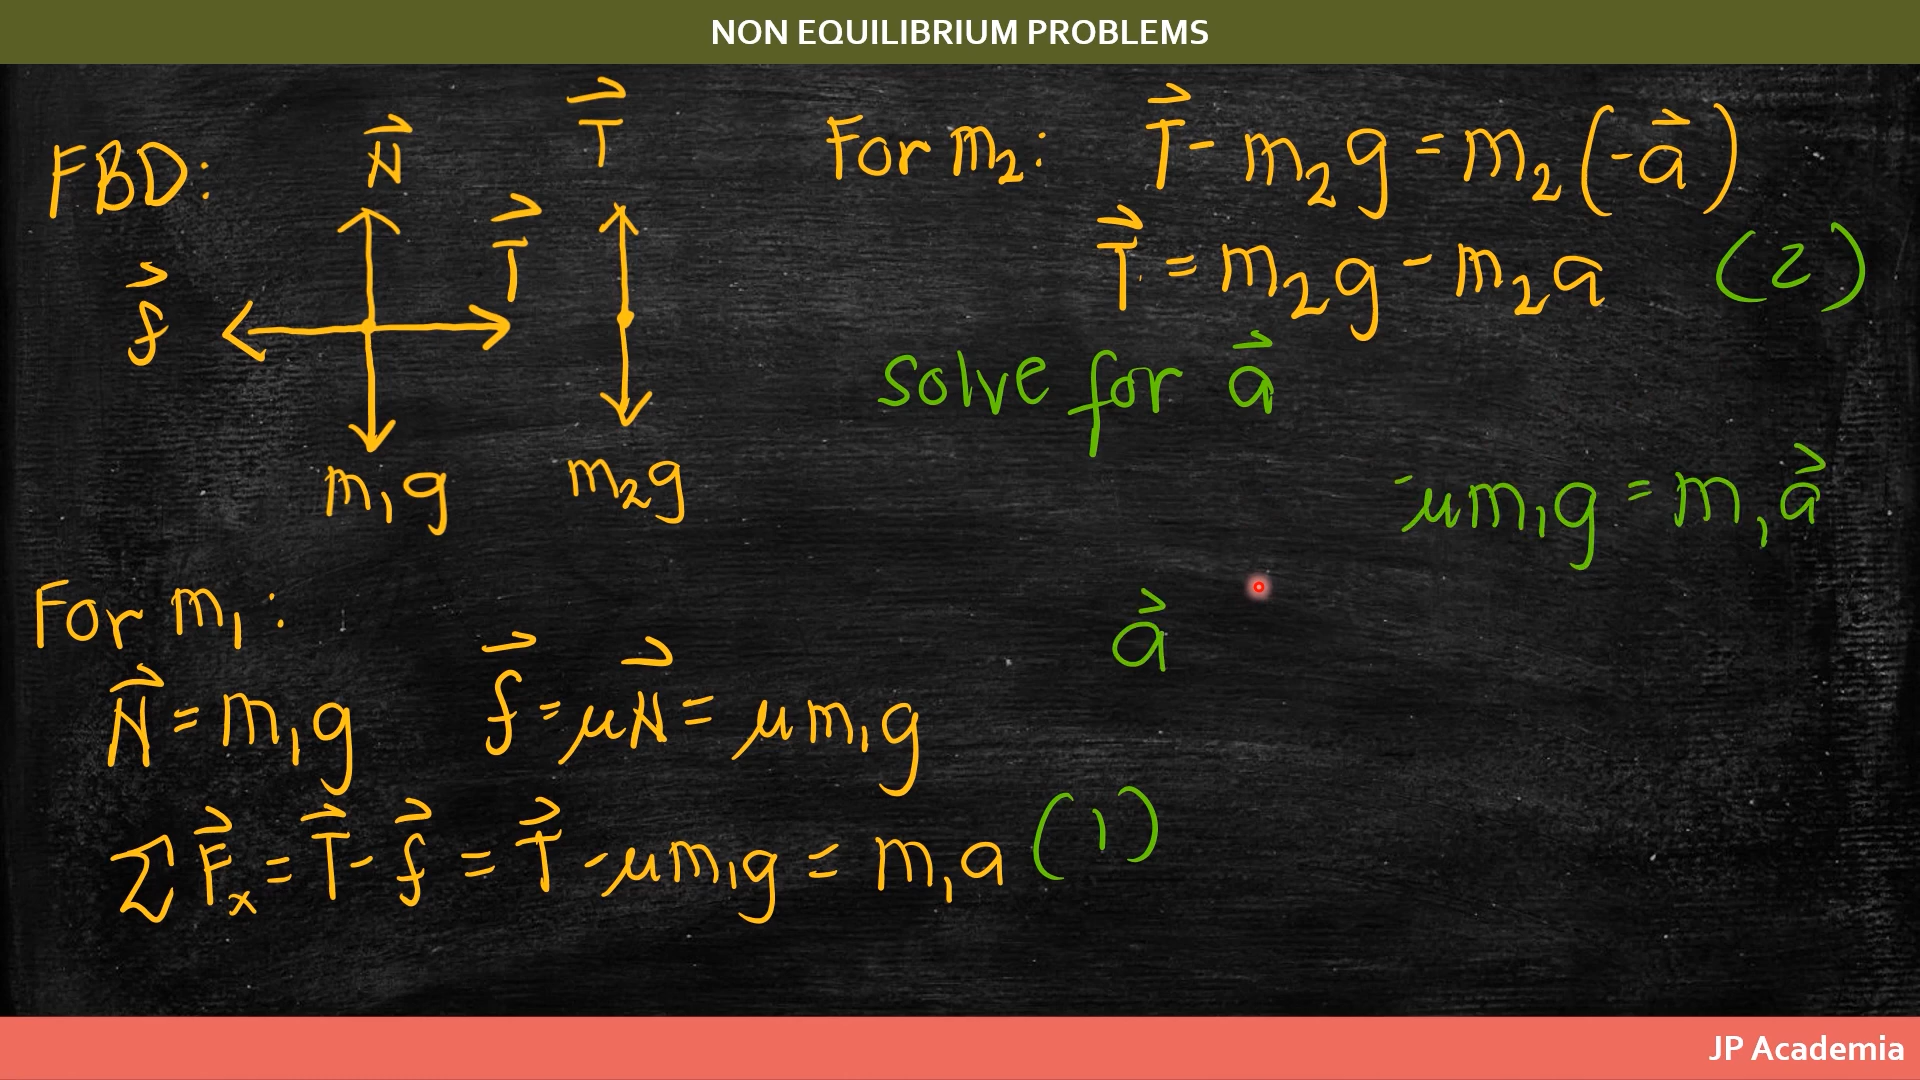 NON EQUILIBRIUM PROBLEMS
FBD:
N⃗
T⃗
f⃗
T⃗
m₁g
m₂g
For m₁:
N⃗ = m₁g f⃗ = μN⃗ = μm₁g
ΣF⃗ₓ = T⃗ - f⃗ = T⃗ - μm₁g = m₁a (1)
For m₂: T⃗ - m₂g = m₂(-a⃗)
T⃗ = m₂g - m₂a (2)
solve for a⃗
-μm₁g = m₁a⃗
a⃗
JP Academia